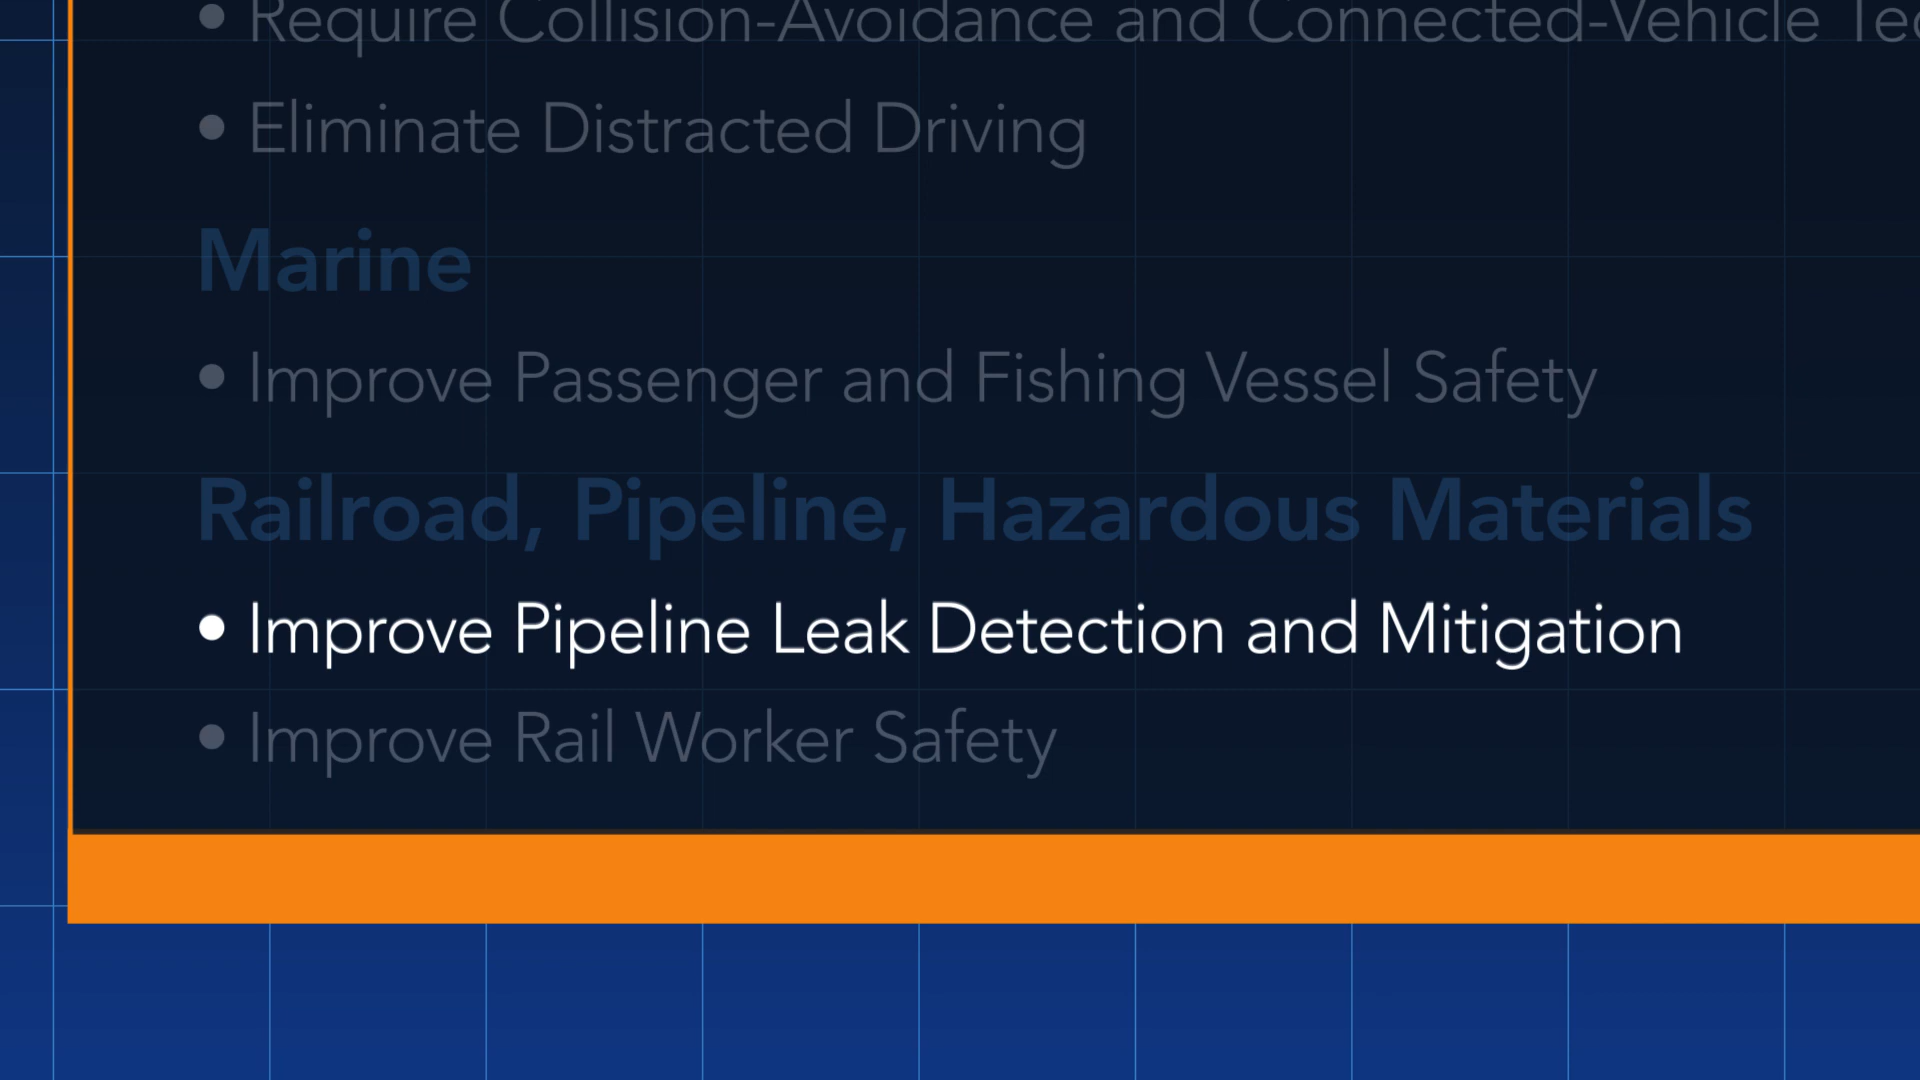 • Require Collision-Avoidance and Connected-Vehicle
• Eliminate Distracted Driving
Marine
• Improve Passenger and Fishing Vessel Safety
Railroad, Pipeline, Hazardous Materials
• Improve Pipeline Leak Detection and Mitigation
• Improve Rail Worker Safety